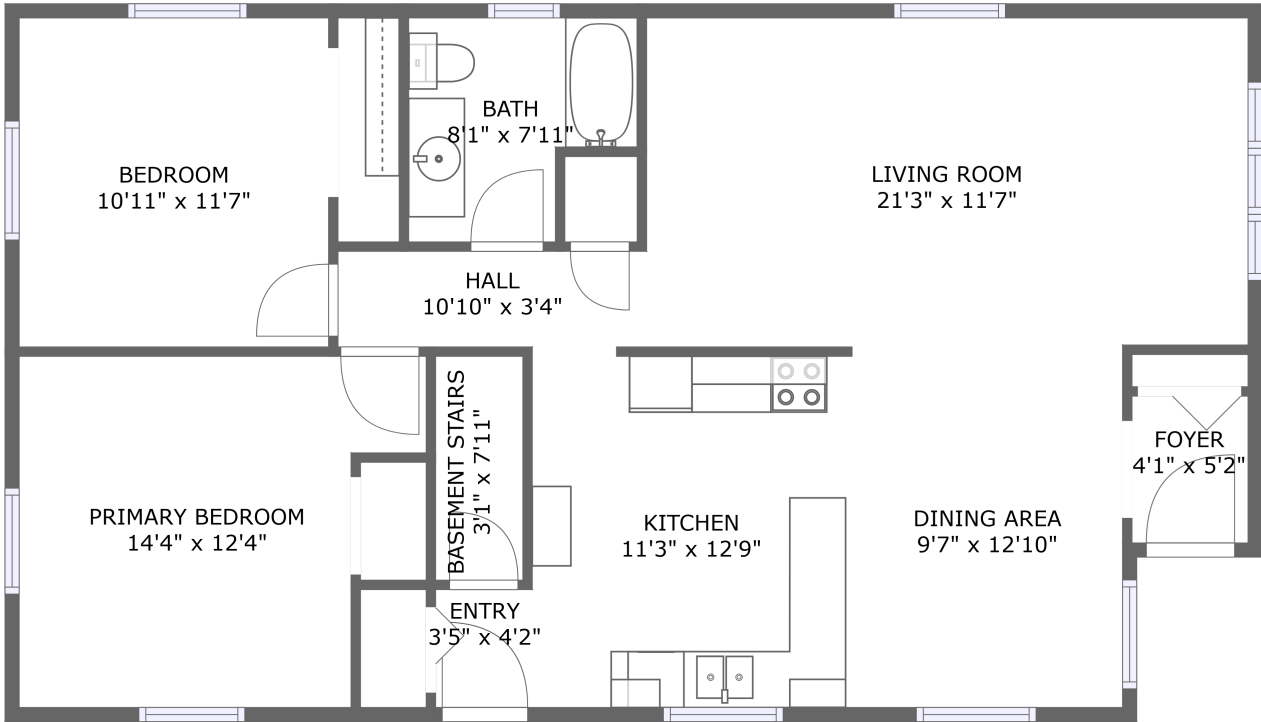 BEDROOM
10'11" x 11'7"
BATH
8'1" x 7'11"
LIVING ROOM
21'3" x 11'7"
HALL
10'10" x 3'4"
PRIMARY BEDROOM
14'4" x 12'4"
BASEMENT STAIRS
3'1" x 7'11"
ENTRY
3'5" x 4'2"
KITCHEN
11'3" x 12'9"
DINING AREA
9'7" x 12'10"
FOYER
4'1" x 5'2"